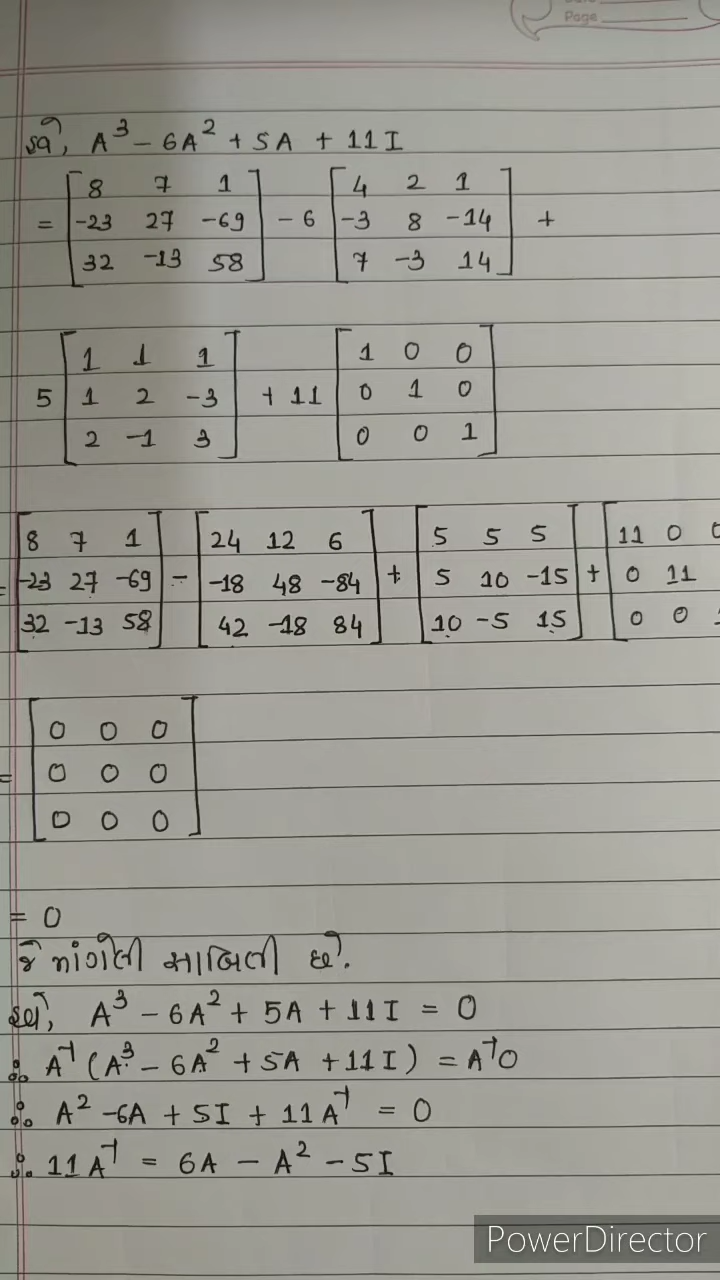 Page
હવે, A³ - 6A² + 5A + 11I
= [8 7 1; -23 27 -69; 32 -13 58] - 6 [4 2 1; -3 8 -14; 7 -3 14] +
5 [1 1 1; 1 2 -3; 2 -1 3] + 11 [1 0 0; 0 1 0; 0 0 1]
= [8 7 1; -23 27 -69; 32 -13 58] - [24 12 6; -18 48 -84; 42 -18 84] + [5 5 5; 5 10 -15; 10 -5 15] + [11 0 0; 0 11; 0 0
= [0 0 0; 0 0 0; 0 0 0]
= 0
જે માંગેલી સાબિતી છે.
હવે, A³ - 6A² + 5A + 11I = 0
∴ A⁻¹ (A³ - 6A² + 5A + 11I) = A⁻¹0
∴ A² - 6A + 5I + 11A⁻¹ = 0
∴ 11A⁻¹ = 6A - A² - 5I
PowerDirector